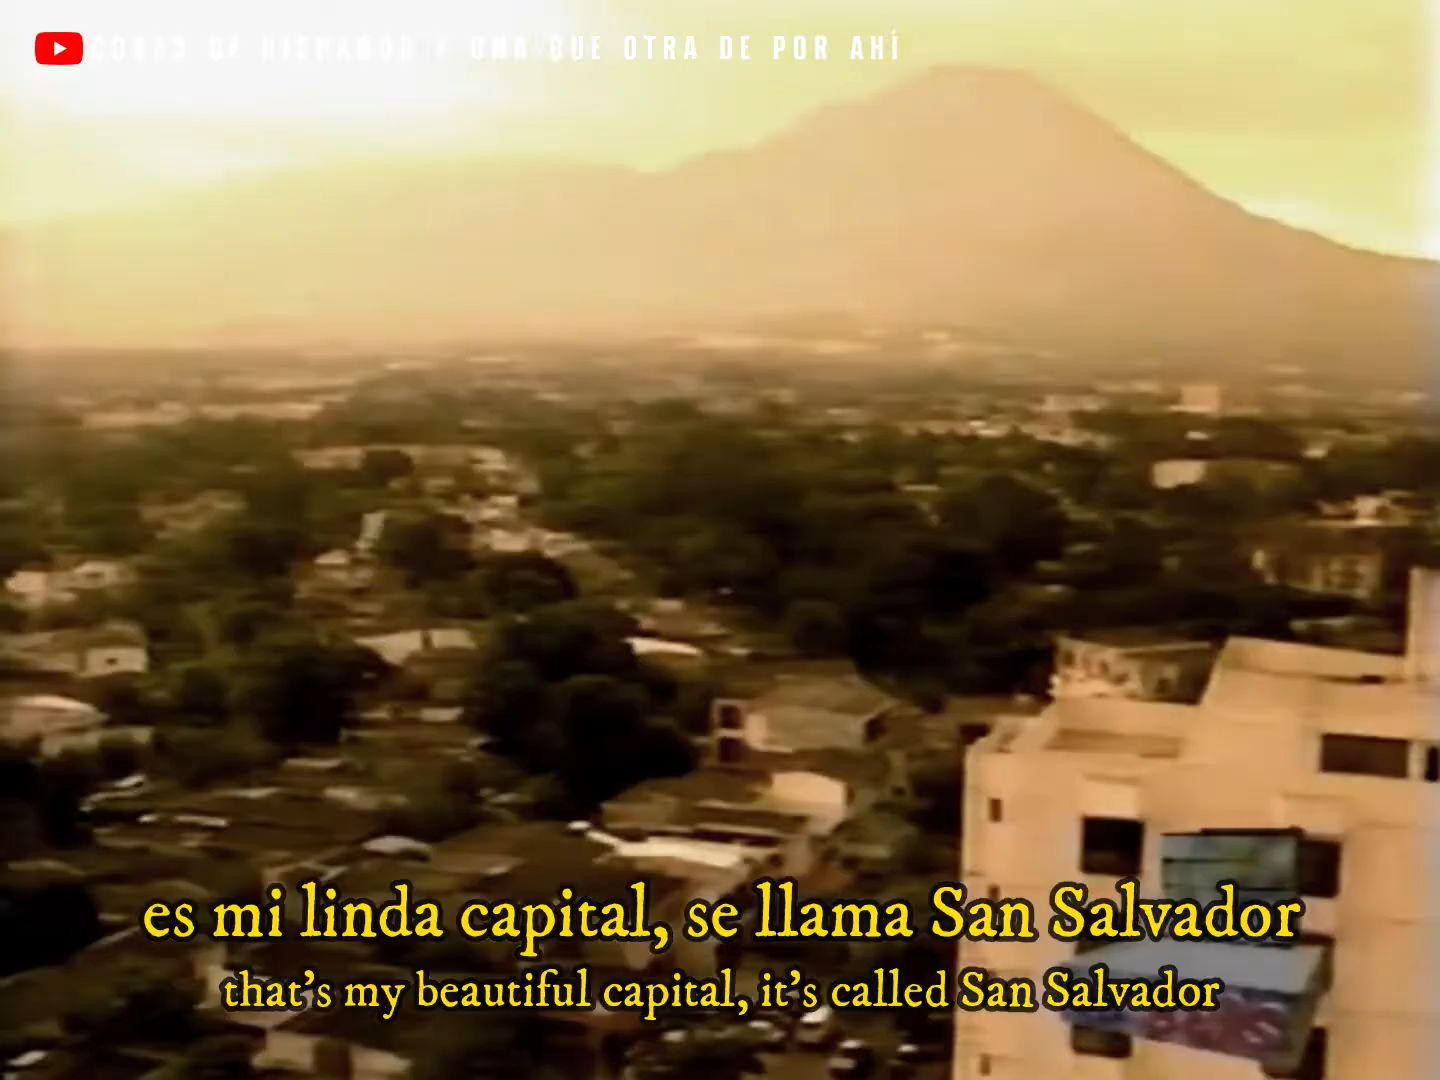 QUE OTRA DE POR AHÍ
es mi linda capital, se llama San Salvador
that's my beautiful capital, it's called San Salvador